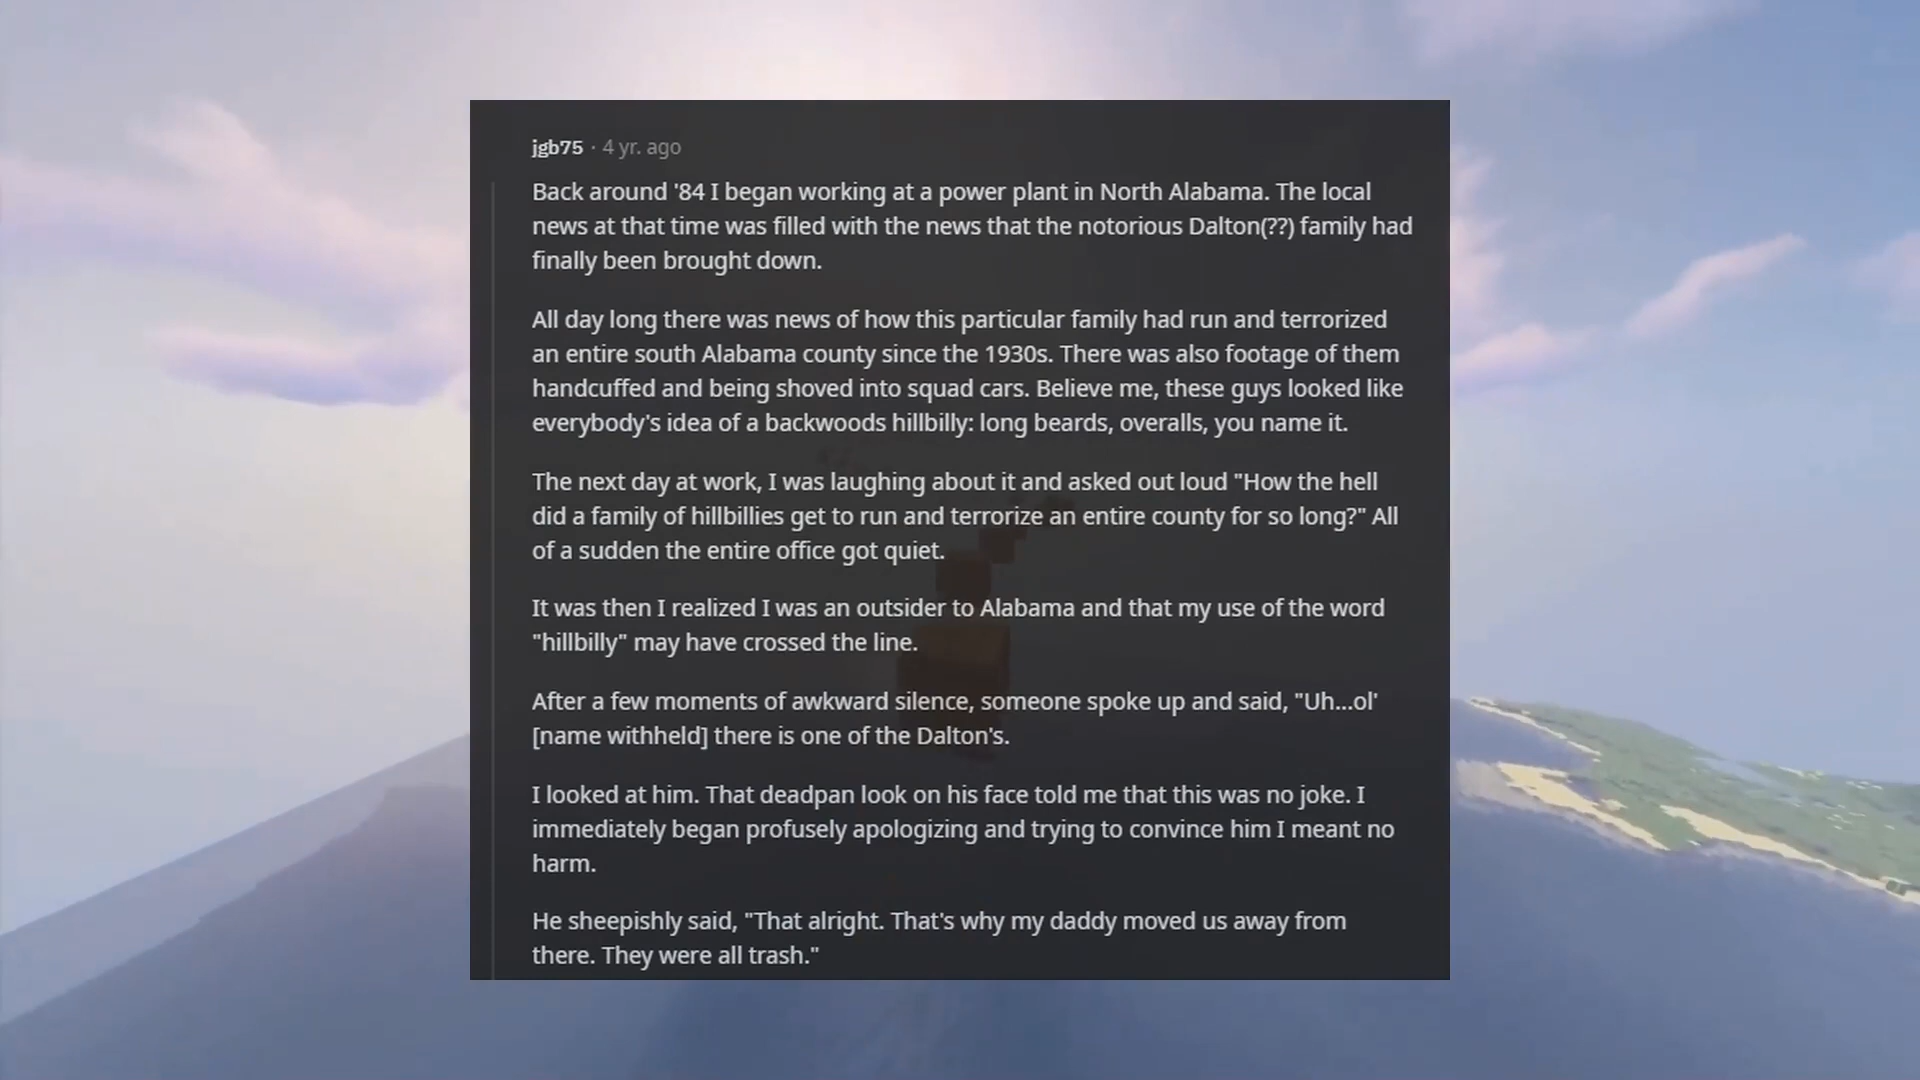 jgb75 · 4 yr. ago
Back around '84 I began working at a power plant in North Alabama. The local
news at that time was filled with the news that the notorious Dalton(??) family had
finally been brought down.
All day long there was news of how this particular family had run and terrorized
an entire south Alabama county since the 1930s. There was also footage of them
handcuffed and being shoved into squad cars. Believe me, these guys looked like
everybody's idea of a backwoods hillbilly: long beards, overalls, you name it.
The next day at work, I was laughing about it and asked out loud "How the hell
did a family of hillbillies get to run and terrorize an entire county for so long?" All
of a sudden the entire office got quiet.
It was then I realized I was an outsider to Alabama and that my use of the word
"hillbilly" may have crossed the line.
After a few moments of awkward silence, someone spoke up and said, "Uh...ol'
[name withheld] there is one of the Dalton's.
I looked at him. That deadpan look on his face told me that this was no joke. I
immediately began profusely apologizing and trying to convince him I meant no
harm.
He sheepishly said, "That alright. That's why my daddy moved us away from
there. They were all trash."